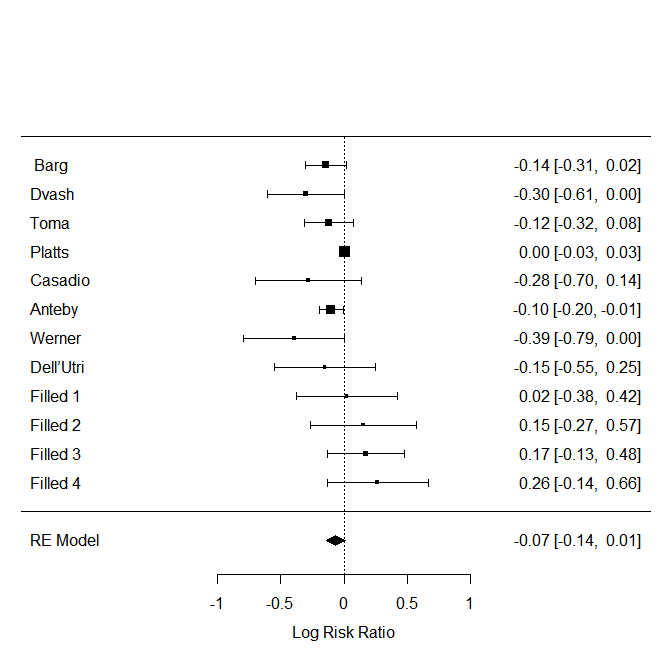 Barg -0.14 [-0.31, 0.02]
Dvash -0.30 [-0.61, 0.00]
Toma -0.12 [-0.32, 0.08]
Platts 0.00 [-0.03, 0.03]
Casadio -0.28 [-0.70, 0.14]
Anteby -0.10 [-0.20, -0.01]
Werner -0.39 [-0.79, 0.00]
Dell’Utri -0.15 [-0.55, 0.25]
Filled 1 0.02 [-0.38, 0.42]
Filled 2 0.15 [-0.27, 0.57]
Filled 3 0.17 [-0.13, 0.48]
Filled 4 0.26 [-0.14, 0.66]
RE Model -0.07 [-0.14, 0.01]
-1 -0.5 0 0.5 1
Log Risk Ratio